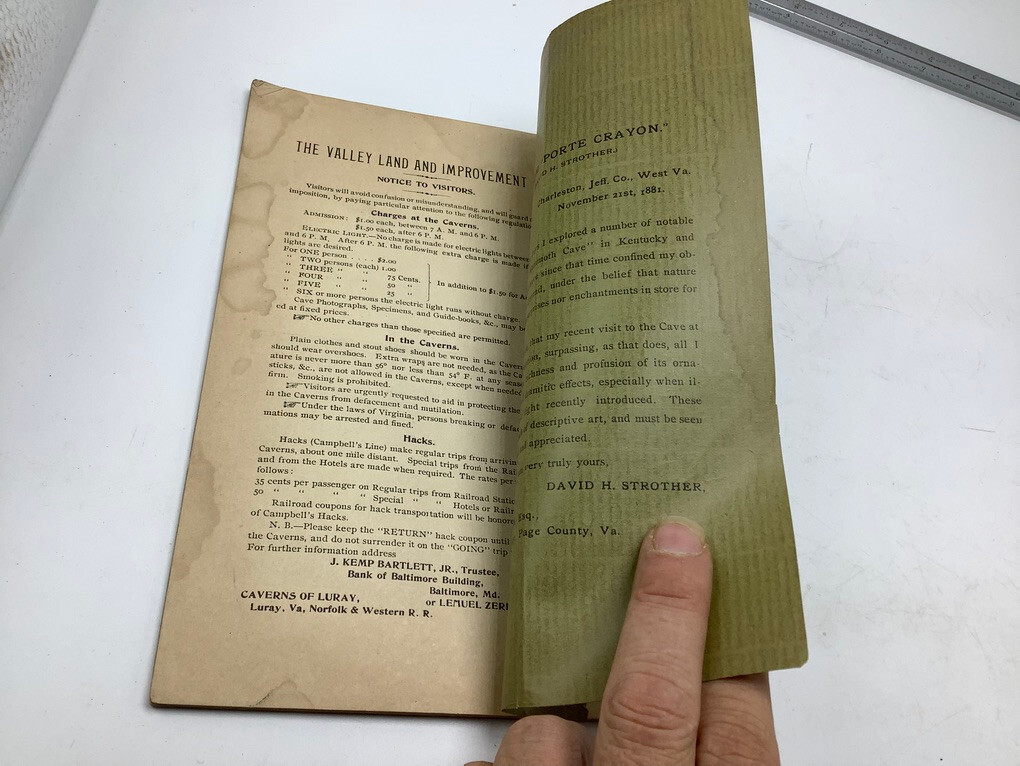 THE VALLEY LAND AND IMPROVEMENT
NOTICE TO VISITORS.
Visitors will avoid confusion or misunderstanding, and will guard
imposition, by paying particular attention to the following
Charges at the Caverns.
ADMISSION: $1.00 each, between 7 A. M. and 6 P. M.
$1.50 each, after 6 P. M.
ELECTRIC LIGHT.—No charge is made for electric lights between
and 6 P. M. After 6 P. M. the following extra charge is made if
lights are desired.
For ONE person . . . . $2.00
" TWO persons (each) 1.00
" THREE " " 75 Cents.
" FOUR " " 50 "
" FIVE " " 25 "
In addition to $1.50 for
" SIX or more persons the electric light runs without charge.
Cave Photographs, Specimens, and Guide-books, &c., may be
ed at fixed prices.
☞ No other charges than those specified are permitted.
In the Caverns.
Plain clothes and stout shoes should be worn in the
should wear overshoes. Extra wraps are not needed, as the
ature is never more than 56° nor less than 54° F. at any
sticks, &c., are not allowed in the Caverns, except when needed
firm. Smoking is prohibited.
☞ Visitors are urgently requested to aid in protecting the
in the Caverns from defacement and mutilation.
☞ Under the laws of Virginia, persons breaking or
mations may be arrested and fined.
Hacks.
Hacks (Campbell's Line) make regular trips from
Caverns, about one mile distant. Special trips from the
and from the Hotels are made when required. The rates per
follows:
35 cents per passenger on Regular trips from Railroad
50 " " " " Special " " Hotels or
Railroad coupons for hack transportation will be
of Campbell's Hacks.
N. B.—Please keep the "RETURN" hack coupon until
the Caverns, and do not surrender it on the "GOING" trip
For further information address
J. KEMP BARTLETT, JR., Trustee,
Bank of Baltimore Building,
Baltimore, Md.
CAVERNS OF LURAY, or LEMUEL
Luray, Va, Norfolk & Western R. R.
PORTE CRAYON."
H. STROTHER,)
Charleston, Jeff. Co., West Va.
November 21st, 1881.
I explored a number of notable
Cave" in Kentucky and
since that time confined my ob-
under the belief that nature
nor enchantments in store for
that my recent visit to the Cave at
surpassing, as that does, all I
and profusion of its orna-
effects, especially when il-
recently introduced. These
descriptive art, and must be seen
appreciated.
very truly yours,
DAVID H. STROTHER.
Esq.,
Page County, Va.